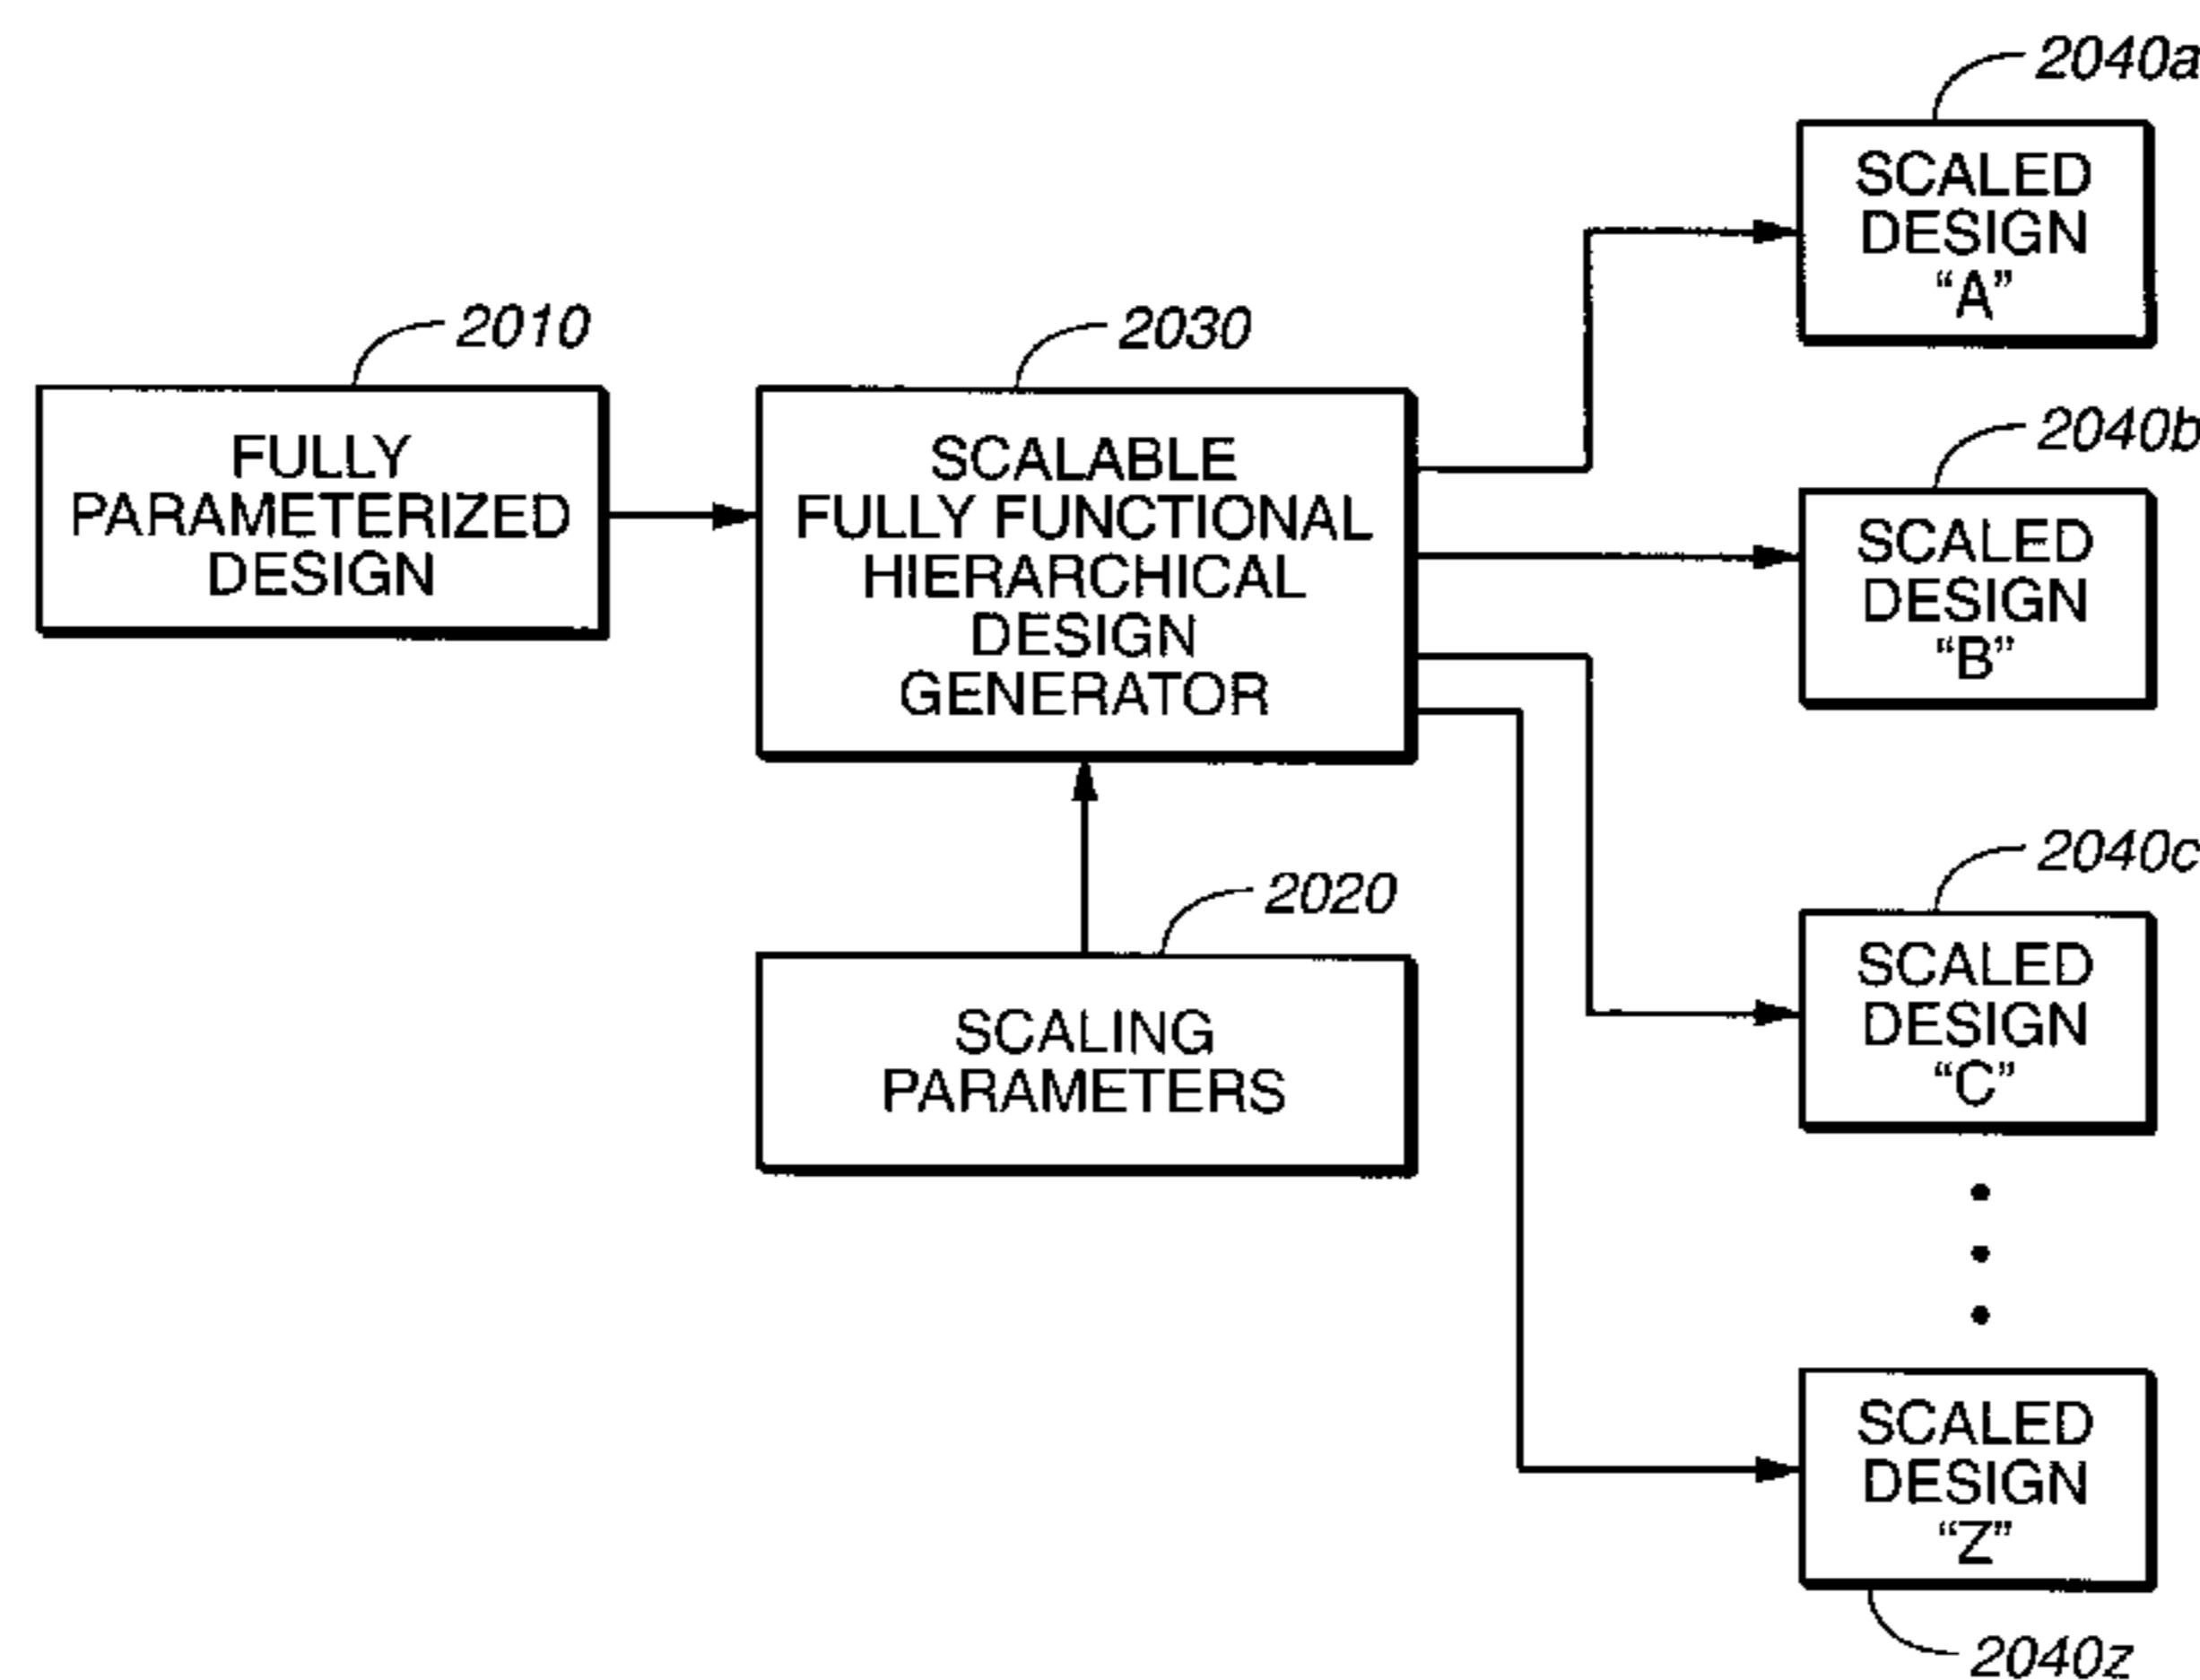 2040a
SCALED
DESIGN
“A”
2010
FULLY
PARAMETERIZED
DESIGN
2030
SCALABLE
FULLY FUNCTIONAL
HIERARCHICAL
DESIGN
GENERATOR
2040b
SCALED
DESIGN
“B”
2020
SCALING
PARAMETERS
2040c
SCALED
DESIGN
“C”
SCALED
DESIGN
“Z”
2040z